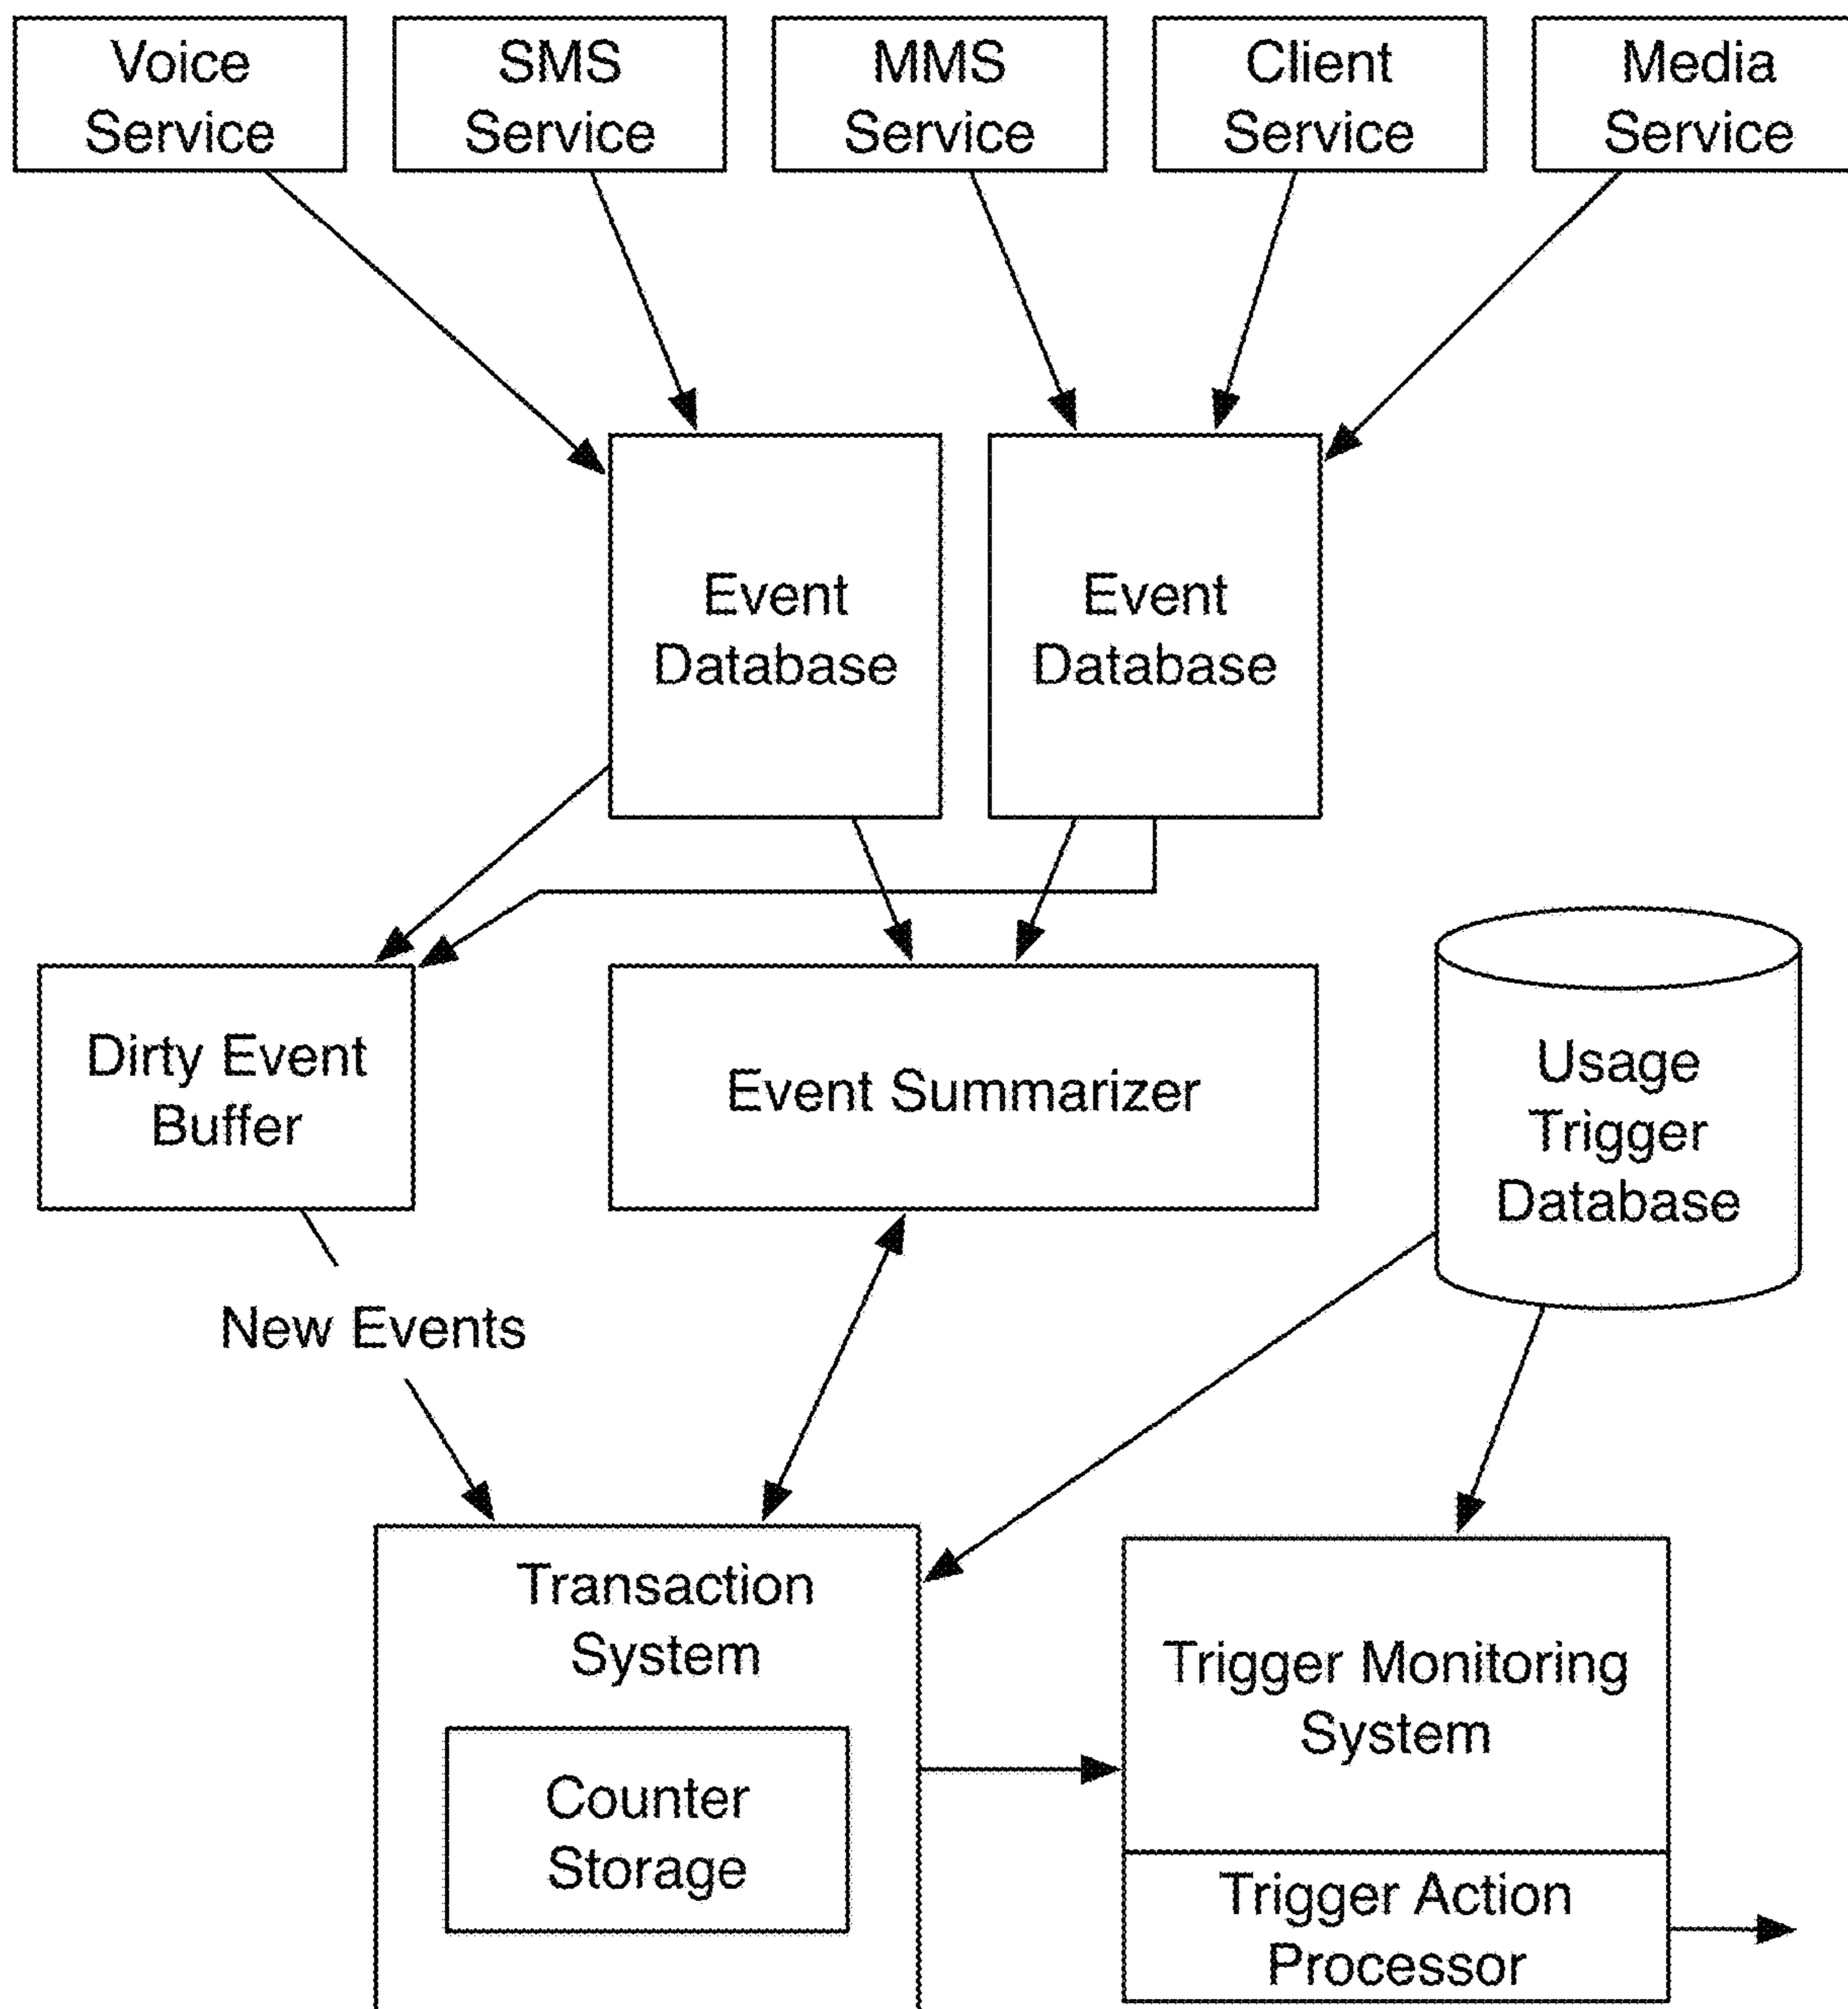 Voice
Service
SMS
Service
MMS
Service
Client
Service
Media
Service
Event
Database
Event
Database
Dirty Event
Buffer
Event Summarizer
Usage
Trigger
Database
New Events
Transaction
System
Counter
Storage
Trigger Monitoring
System
Trigger Action
Processor